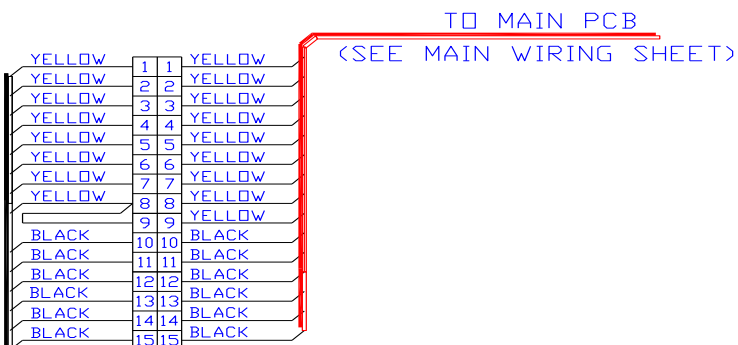 TO MAIN PCB
(SEE MAIN WIRING SHEET)
YELLOW 1 1 YELLOW
YELLOW 2 2 YELLOW
YELLOW 3 3 YELLOW
YELLOW 4 4 YELLOW
YELLOW 5 5 YELLOW
YELLOW 6 6 YELLOW
YELLOW 7 7 YELLOW
YELLOW 8 8
9 9 YELLOW
BLACK 10 10 BLACK
BLACK 11 11 BLACK
BLACK 12 12 BLACK
BLACK 13 13 BLACK
BLACK 14 14 BLACK
BLACK 15 15 BLACK